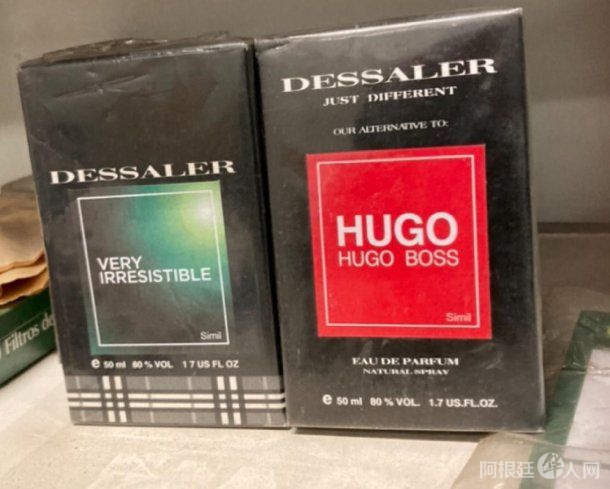 DESSALER
VERY
IRRESISTIBLE
Simil
e 50 ml 80 % VOL 1 7 US FL OZ
DESSALER
JUST DIFFERENT
OUR ALTERNATIVE TO:
HUGO
HUGO BOSS
Simil
EAU DE PARFUM
NATURAL SPRAY
e 50 ml 80 % VOL. 1.7 US.FL.OZ.
Filtros de
阿根廷华人网